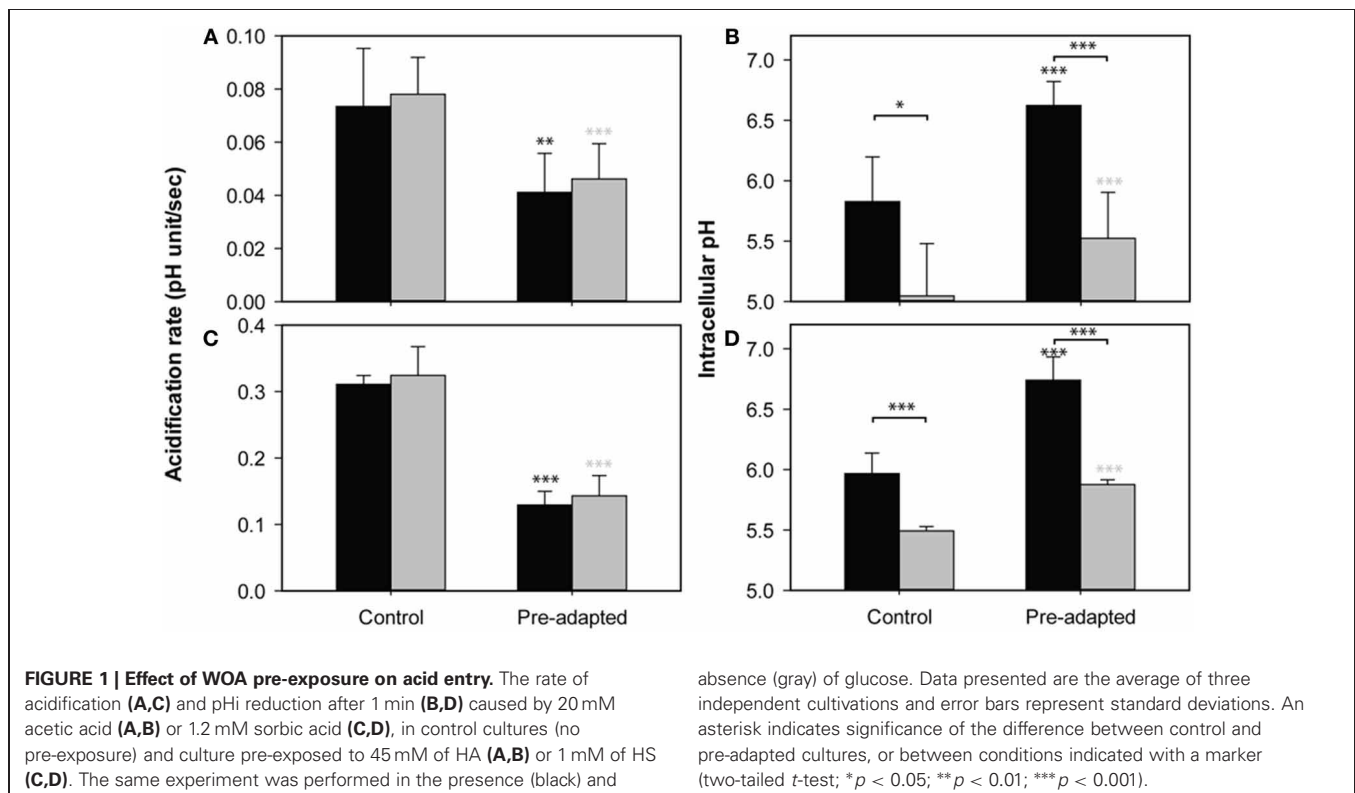 A
B
0.10
0.08
0.06
0.04
0.02
0.00
**
***
7.0
6.5
6.0
5.5
5.0
*
***
***
***
Acidification rate (pH unit/sec)
Intracellular pH
C
D
0.4
0.3
0.2
0.1
0.0
***
***
7.0
6.5
6.0
5.5
5.0
***
***
***
***
Control
Pre-adapted
Control
Pre-adapted
FIGURE 1 | Effect of WOA pre-exposure on acid entry. The rate of
acidification (A,C) and pHi reduction after 1 min (B,D) caused by 20 mM
acetic acid (A,B) or 1.2 mM sorbic acid (C,D), in control cultures (no
pre-exposure) and culture pre-exposed to 45 mM of HA (A,B) or 1 mM of HS
(C,D). The same experiment was performed in the presence (black) and
absence (gray) of glucose. Data presented are the average of three
independent cultivations and error bars represent standard deviations. An
asterisk indicates significance of the difference between control and
pre-adapted cultures, or between conditions indicated with a marker
(two-tailed t-test; *p < 0.05; **p < 0.01; ***p < 0.001).